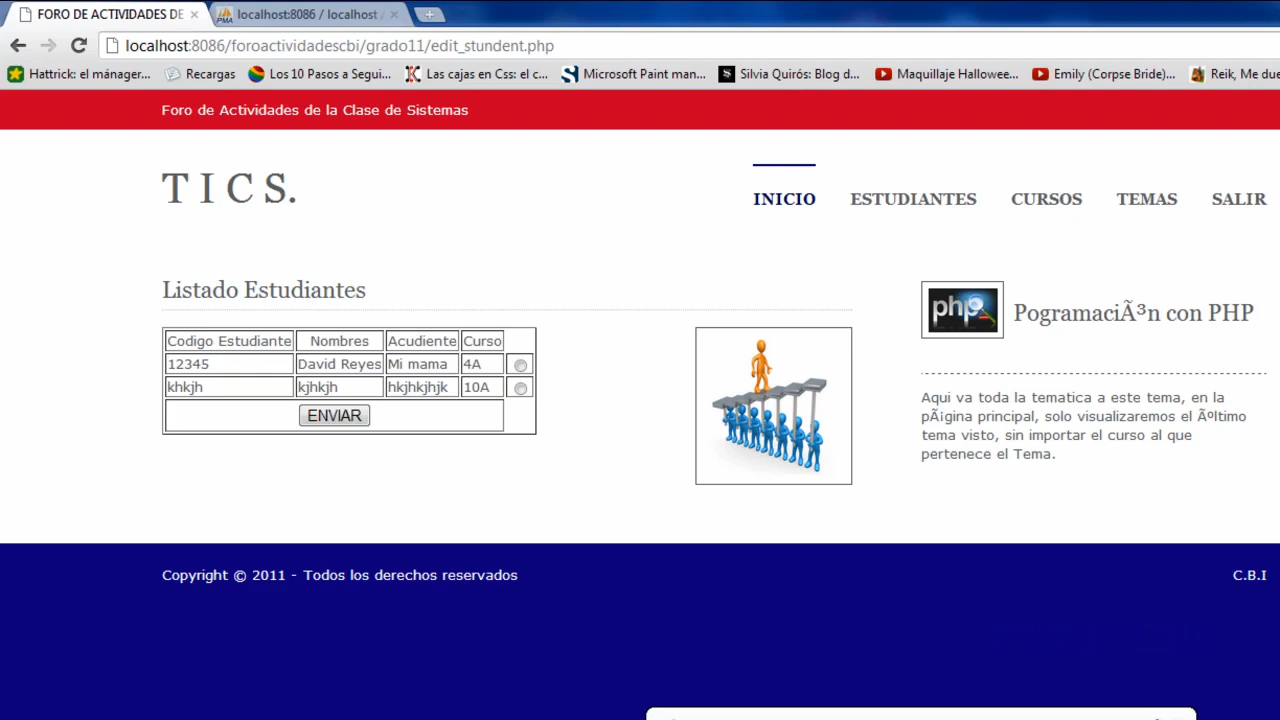 FORO DE ACTIVIDADES DE
localhost:8086 / localhost /
localhost:8086/foroactividadescbi/grado11/edit_stundent.php
Hattrick: el mánager... Recargas Los 10 Pasos a Segui... Las cajas en Css: el c... Microsoft Paint man... Silvia Quirós: Blog d... Maquillaje Hallowee... Emily (Corpse Bride)... Reik, Me due
Foro de Actividades de la Clase de Sistemas
T I C S.
INICIO ESTUDIANTES CURSOS TEMAS SALIR
Listado Estudiantes
Codigo Estudiante Nombres Acudiente Curso
12345 David Reyes Mi mama 4A
khkjh kjhkjh hkjhkjhjk 10A
ENVIAR
php
PogramaciÃ³n con PHP
Aqui va toda la tematica a este tema, en la
pÃ¡gina principal, solo visualizaremos el Ãºltimo
tema visto, sin importar el curso al que
pertenece el Tema.
Copyright © 2011 - Todos los derechos reservados
C.B.I